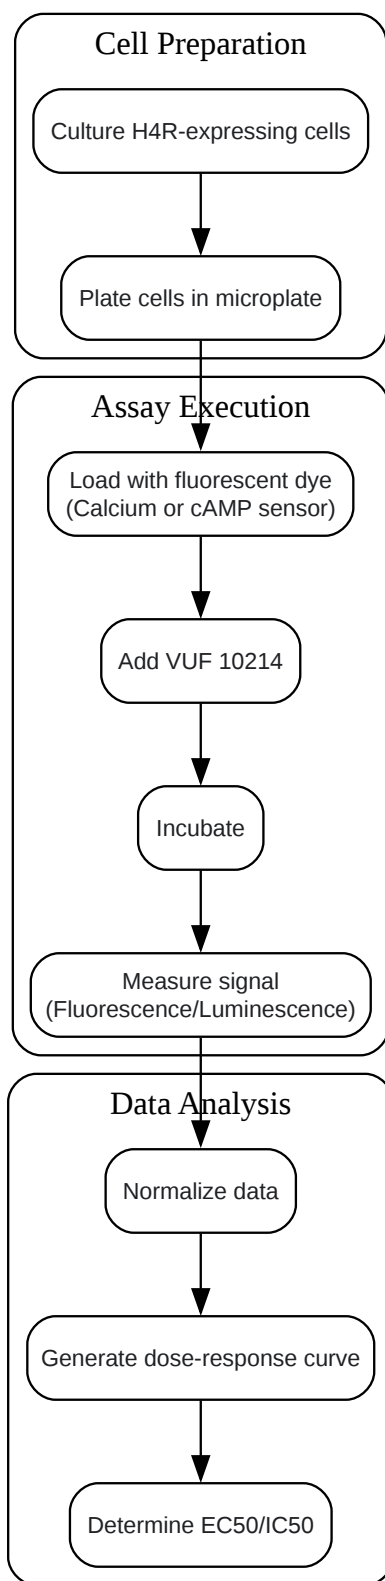 Cell Preparation
Culture H4R-expressing cells
Plate cells in microplate
Assay Execution
Load with fluorescent dye
(Calcium or cAMP sensor)
Add VUF 10214
Incubate
Measure signal
(Fluorescence/Luminescence)
Data Analysis
Normalize data
Generate dose-response curve
Determine EC50/IC50